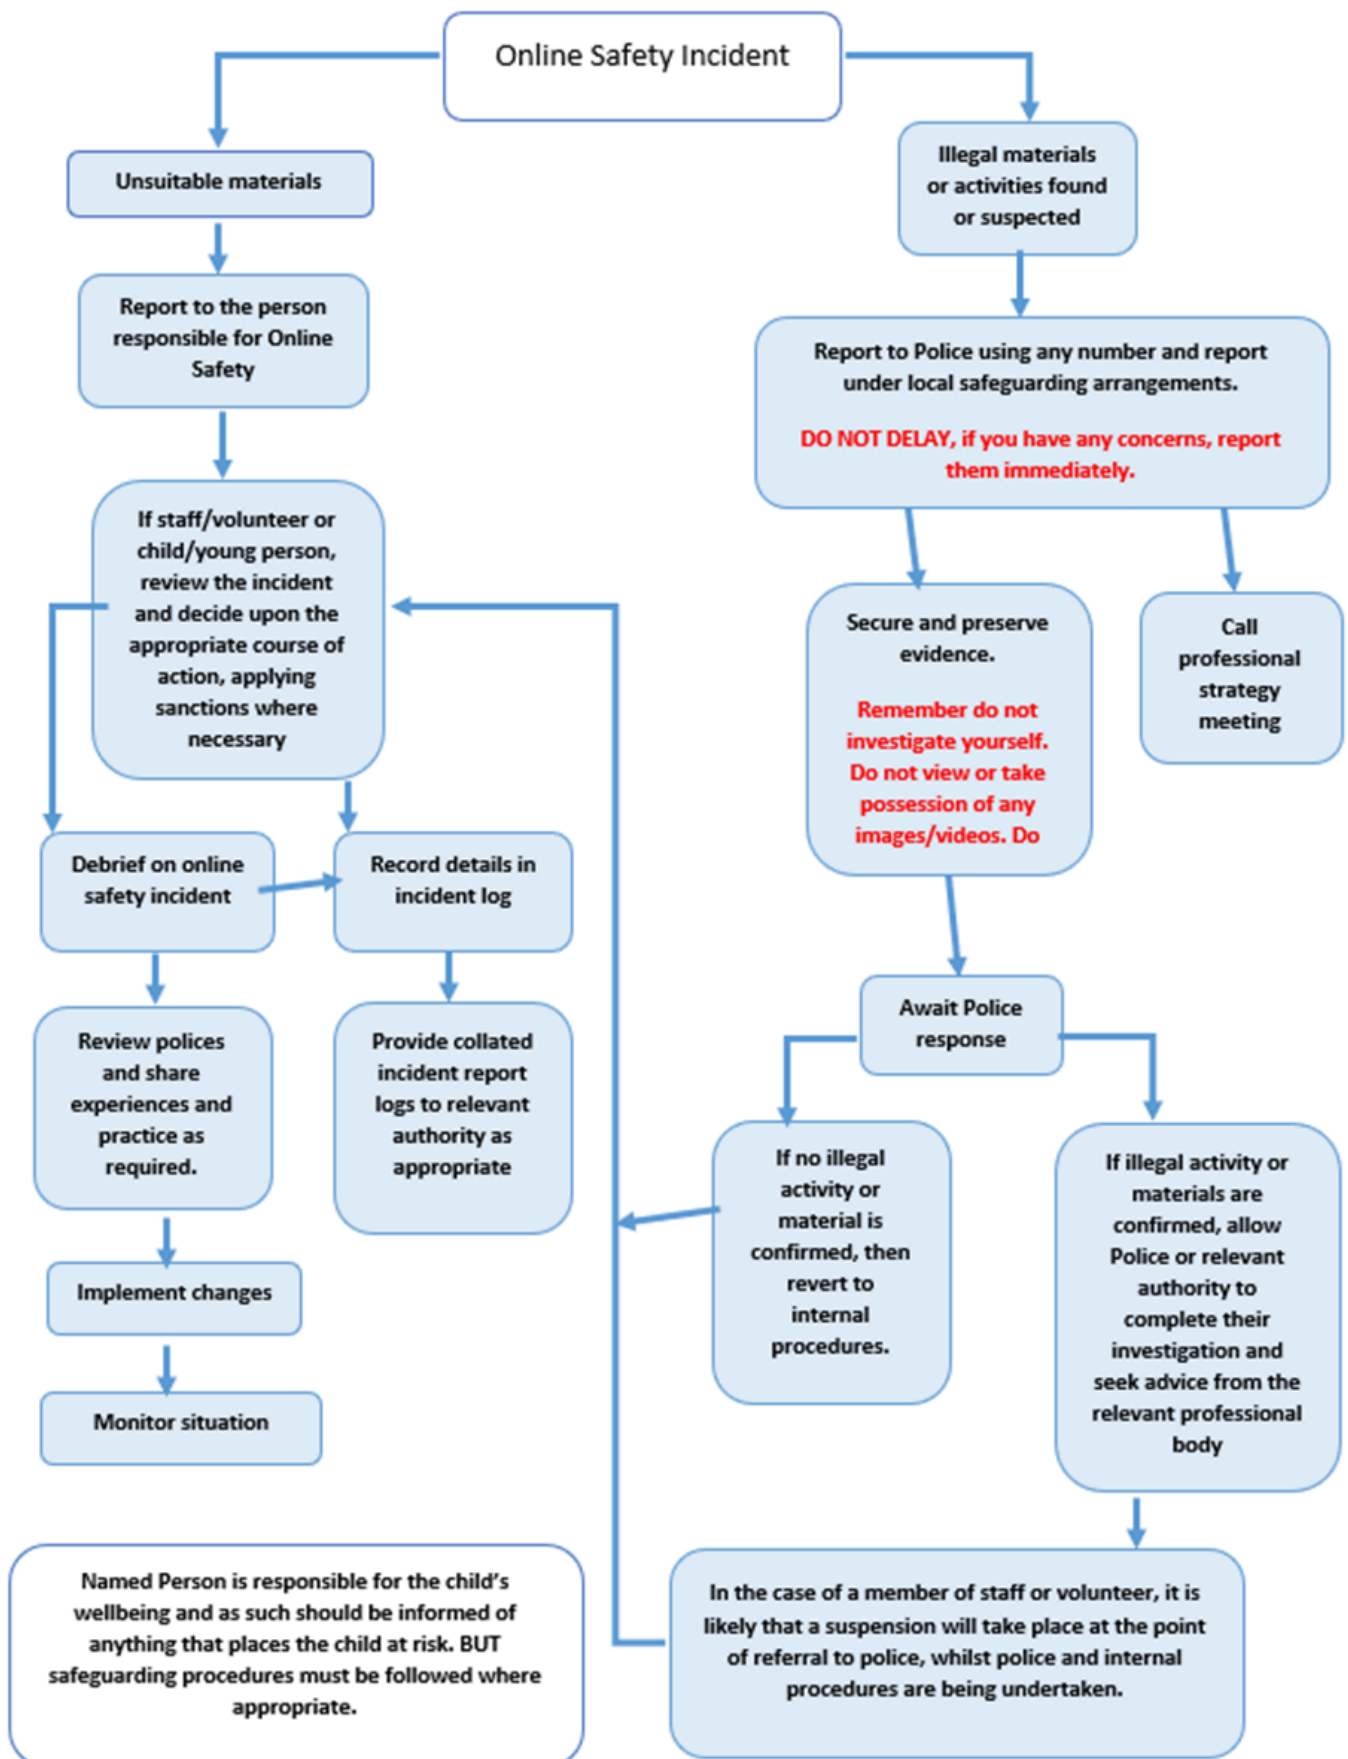 Online Safety Incident
Unsuitable materials
Illegal materials
or activities found
or suspected
Report to the person
responsible for Online
Safety
Report to Police using any number and report
under local safeguarding arrangements.
DO NOT DELAY, if you have any concerns, report
them immediately.
If staff/volunteer or
child/young person,
review the incident
and decide upon the
appropriate course of
action, applying
sanctions where
necessary
Secure and preserve
evidence.
Remember do not
investigate yourself.
Do not view or take
possession of any
images/videos. Do
Call
professional
strategy
meeting
Debrief on online
safety incident
Record details in
incident log
Review polices
and share
experiences and
practice as
required.
Provide collated
incident report
logs to relevant
authority as
appropriate
Await Police
response
If no illegal
activity or
material is
confirmed, then
revert to
internal
procedures.
If illegal activity or
materials are
confirmed, allow
Police or relevant
authority to
complete their
investigation and
seek advice from the
relevant professional
body
Implement changes
Monitor situation
Named Person is responsible for the child's
wellbeing and as such should be informed of
anything that places the child at risk. BUT
safeguarding procedures must be followed where
appropriate.
In the case of a member of staff or volunteer, it is
likely that a suspension will take place at the point
of referral to police, whilst police and internal
procedures are being undertaken.